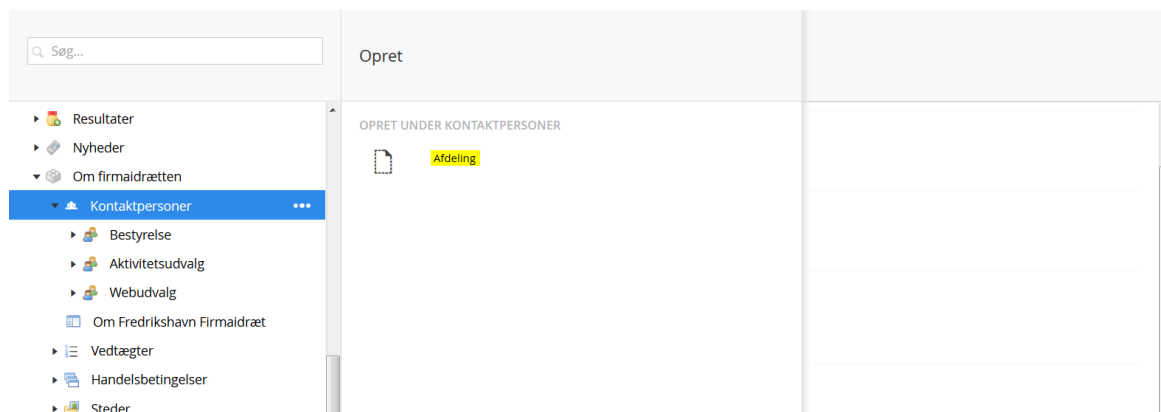 Søg...
Opret
Resultater
Nyheder
Om firmaidrætten
Kontaktpersoner
Bestyrelse
Aktivitetsudvalg
Webudvalg
Om Fredrikshavn Firmaidræt
Vedtægter
Handelsbetingelser
Steder
OPRET UNDER KONTAKTPERSONER
Afdeling